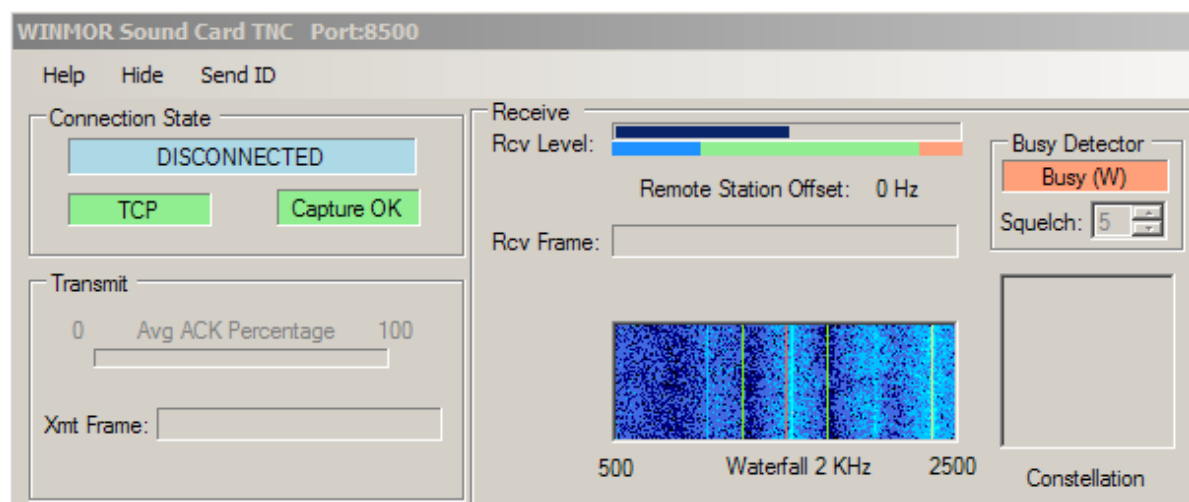 WINMOR Sound Card TNC Port:8500
Help Hide Send ID
Connection State
DISCONNECTED
TCP Capture OK
Transmit
0 Avg ACK Percentage 100
Xmt Frame:
Receive
Rcv Level:
Remote Station Offset: 0 Hz
Rcv Frame:
500 Waterfall 2 KHz 2500
Busy Detector
Busy (W)
Squelch: 5
Constellation